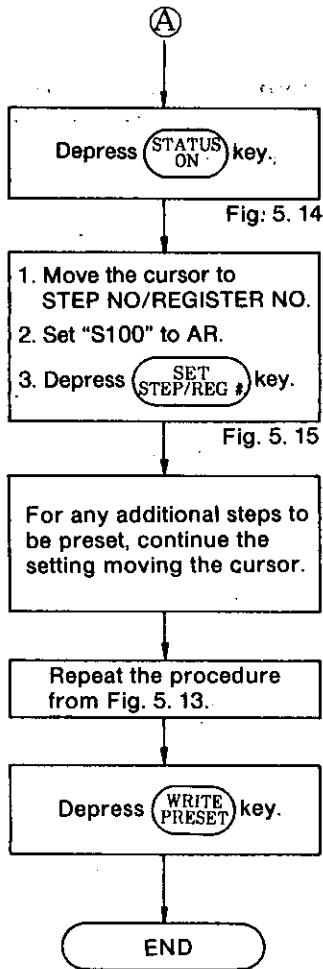 A
Depress STATUS ON key.
Fig. 5. 14
1. Move the cursor to
STEP NO/REGISTER NO.
2. Set "S100" to AR.
3. Depress SET STEP/REG # key.
Fig. 5. 15
For any additional steps to
be preset, continue the
setting moving the cursor.
Repeat the procedure
from Fig. 5. 13.
Depress WRITE PRESET key.
END